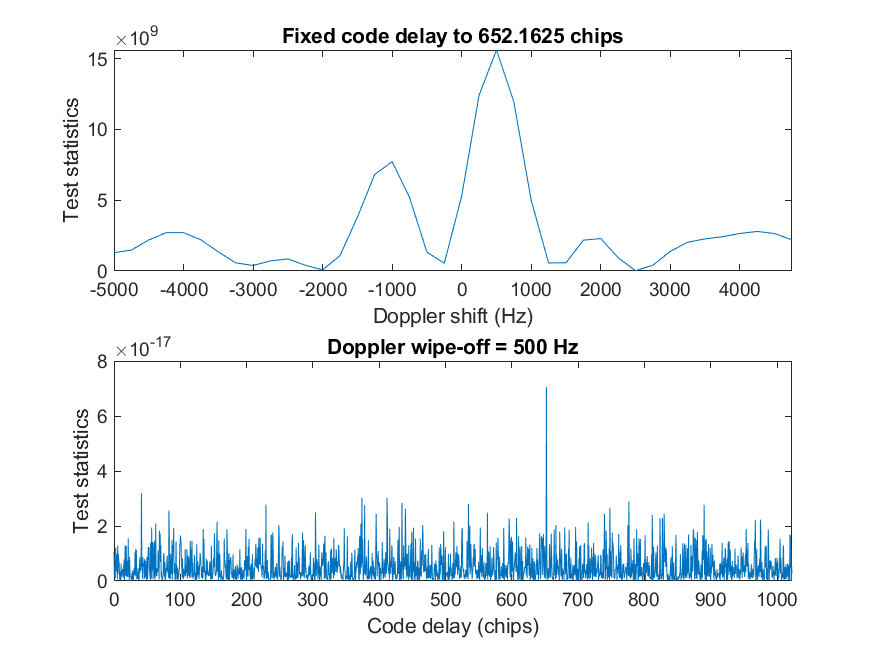 ×10^9
Fixed code delay to 652.1625 chips
15
10
5
0
Test statistics
-5000 -4000 -3000 -2000 -1000 0 1000 2000 3000 4000
Doppler shift (Hz)
×10^-17
Doppler wipe-off = 500 Hz
8
6
4
2
0
Test statistics
0 100 200 300 400 500 600 700 800 900 1000
Code delay (chips)